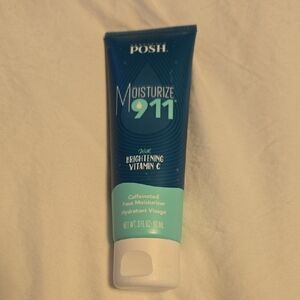 POSH.
MOISTURIZE
911
With
BRIGHTENING
VITAMIN C
Caffeinated
Face Moisturizer
Hydratant Visage